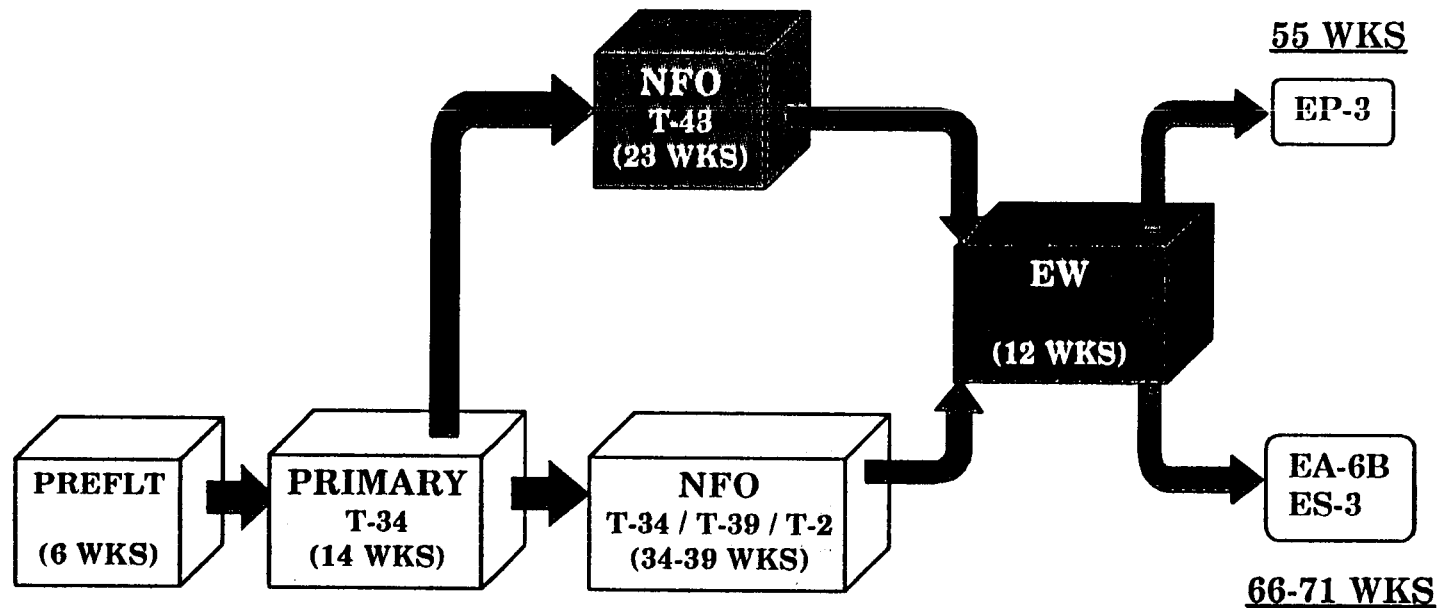 55 WKS
NFO
T-43
(23 WKS)
EP-3
EW
(12 WKS)
PREFLT
(6 WKS)
PRIMARY
T-34
(14 WKS)
NFO
T-34 / T-39 / T-2
(34-39 WKS)
EA-6B
ES-3
66-71 WKS